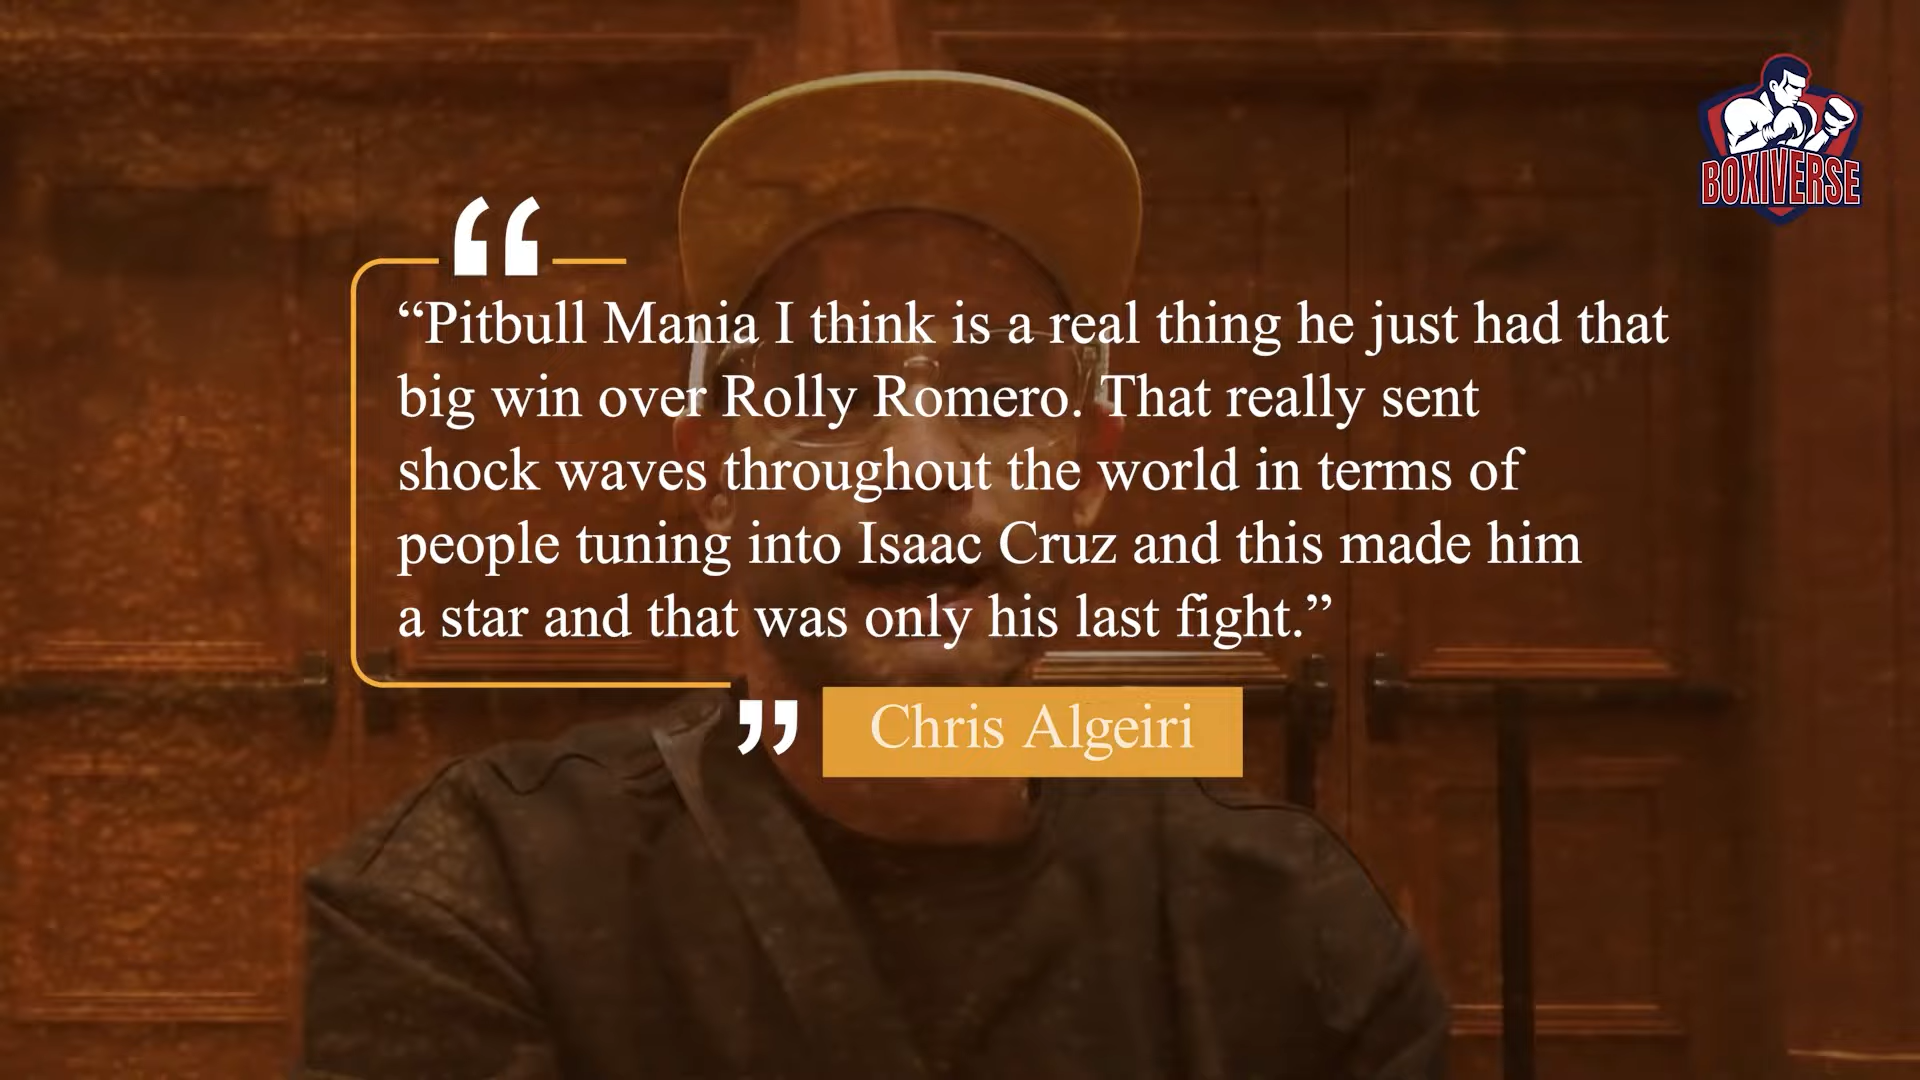 BOXIVERSE
“Pitbull Mania I think is a real thing he just had that
big win over Rolly Romero. That really sent
shock waves throughout the world in terms of
people tuning into Isaac Cruz and this made him
a star and that was only his last fight.”
Chris Algeiri